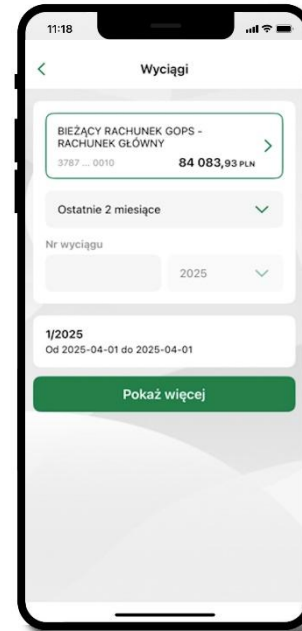 11:18
Wyciągi
BIEŻĄCY RACHUNEK GOPS -
RACHUNEK GŁÓWNY
3787 ... 0010 84 083,93 PLN
Ostatnie 2 miesiące
Nr wyciągu
2025
1/2025
Od 2025-04-01 do 2025-04-01
Pokaż więcej